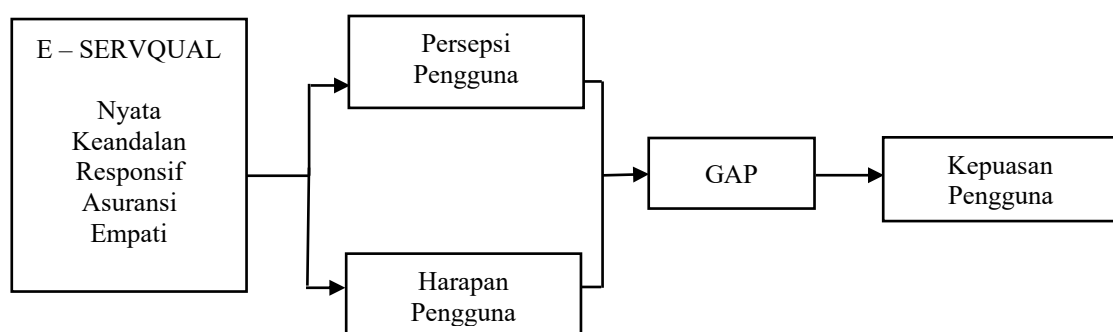 E – SERVQUAL
Nyata
Keandalan
Responsif
Asuransi
Empati
Persepsi
Pengguna
Harapan
Pengguna
GAP
Kepuasan
Pengguna